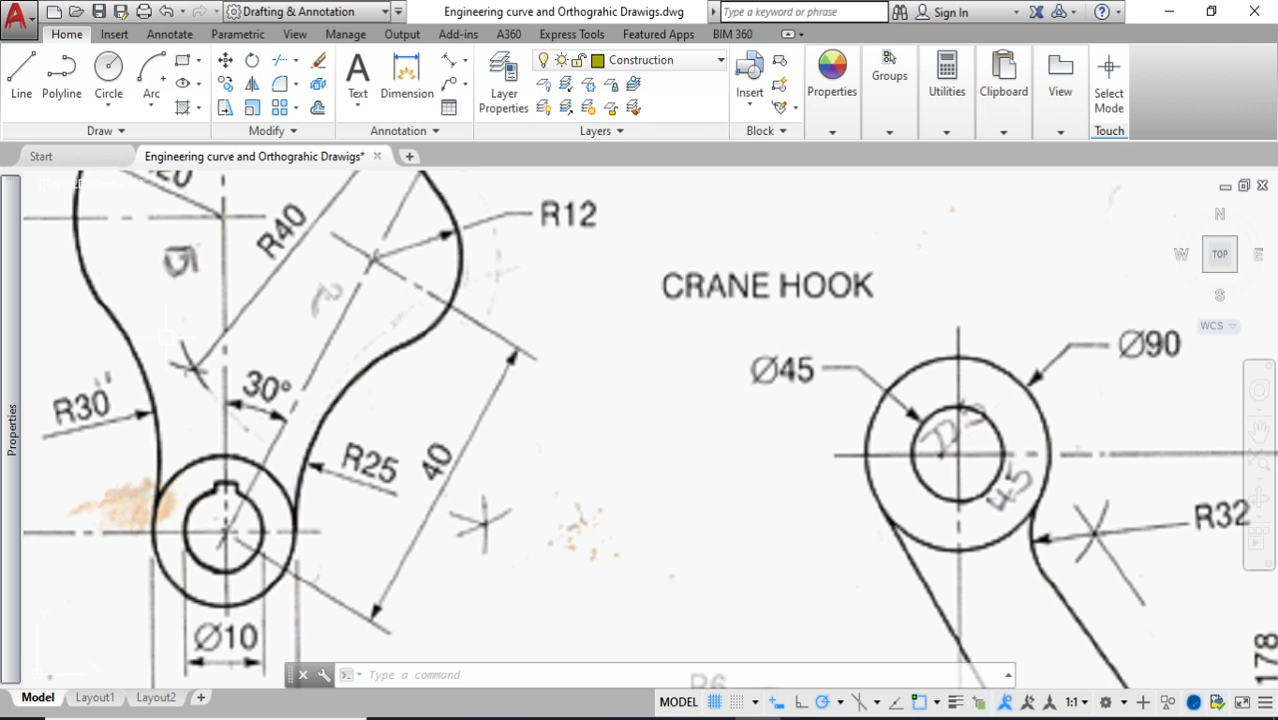 Drafting & Annotation
Engineering curve and Orthograhic Drawigs.dwg
Type a keyword or phrase
Sign In
Home Insert Annotate Parametric View Manage Output Add-ins A360 Express Tools Featured Apps BIM 360
Line Polyline Circle Arc
Text Dimension
Layer Properties
Construction
Insert
Properties
Groups
Utilities
Clipboard
View
Select Mode
Draw Modify Annotation Layers Block Touch
Start Engineering curve and Orthograhic Drawigs*
20
R40
R12
CRANE HOOK
Ø45
Ø90
30°
R30
R25
40
45
R32
Ø10
178
R6
N
W TOP E
S
WCS
Properties
Type a command
Model Layout1 Layout2
MODEL 1:1